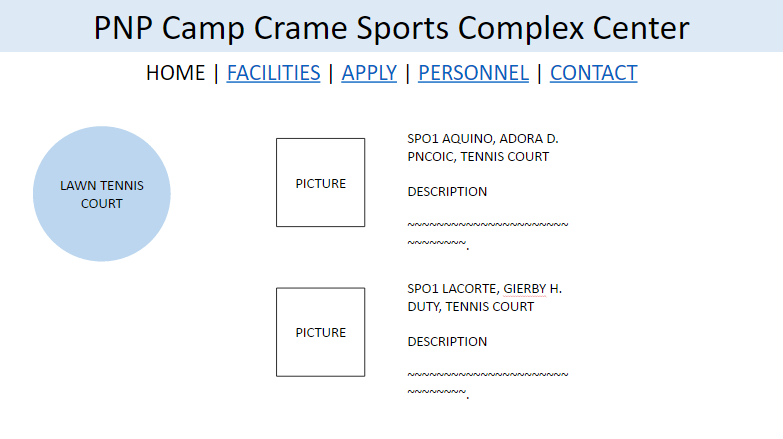 PNP Camp Crame Sports Complex Center
HOME | FACILITIES | APPLY | PERSONNEL | CONTACT
LAWN TENNIS
COURT
PICTURE
SPO1 AQUINO, ADORA D.
PNCOIC, TENNIS COURT
DESCRIPTION
~~~~~~~~~~~~~~~~~~~~~~
~~~~~~~~.
PICTURE
SPO1 LACORTE, GIERBY H.
DUTY, TENNIS COURT
DESCRIPTION
~~~~~~~~~~~~~~~~~~~~~~
~~~~~~~~.